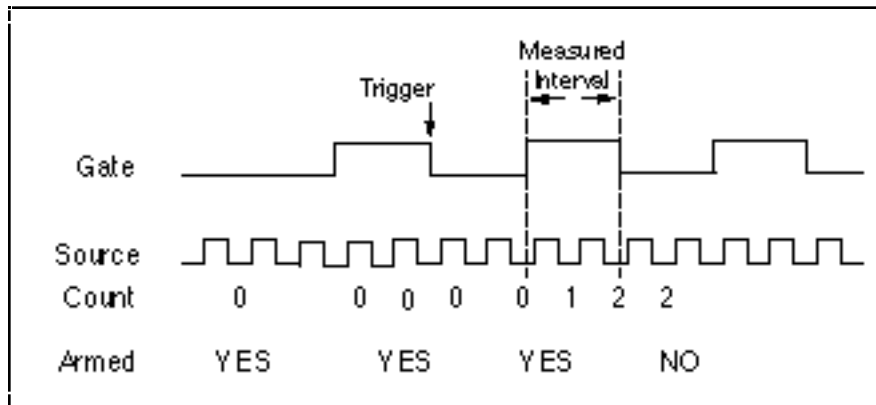 Measured
Interval
Trigger
Gate
Source
Count 0 0 0 0 0 1 2 2
Armed YES YES YES NO